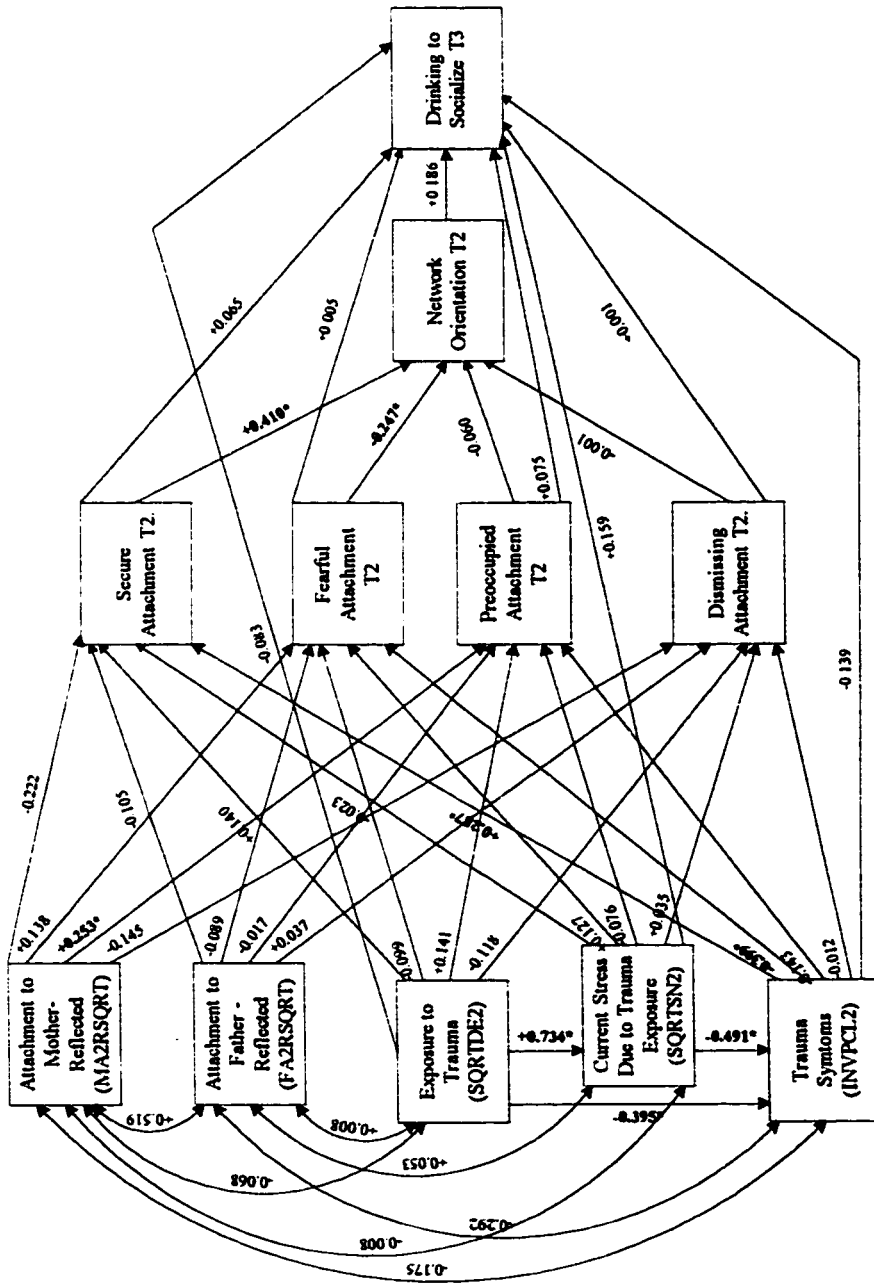 Attachment to
Mother-
Reflected
(MA2RSQRT)
Attachment to
Father -
Reflected
(FA2RSQRT)
Exposure to
Trauma
(SQRTDE2)
Current Stress
Due to Trauma
Exposure
(SQRTSN2)
Trauma
Symtoms
(INVPCL2)
Secure
Attachment T2.
Fearful
Attachment
T2
Preoccupied
Attachment
T2
Dismissing
Attachment T2.
Network
Orientation T2
Drinking to
Socialize T3
-0.222
+0.138
+0.253*
-0.145
-0.105
-0.089
-0.017
+0.037
-0.083
+0.140
-0.099
+0.141
-0.118
-0.023
-0.127
+0.035
+0.287*
-0.399*
-0.012
-0.139
+0.519
+0.008
-0.068
+0.053
-0.008
-0.292
-0.175
+0.734*
-0.491*
-0.395*
+0.065
+0.410*
+0.005
-0.247*
-0.060
+0.075
+0.159
-0.001
-0.001
+0.186